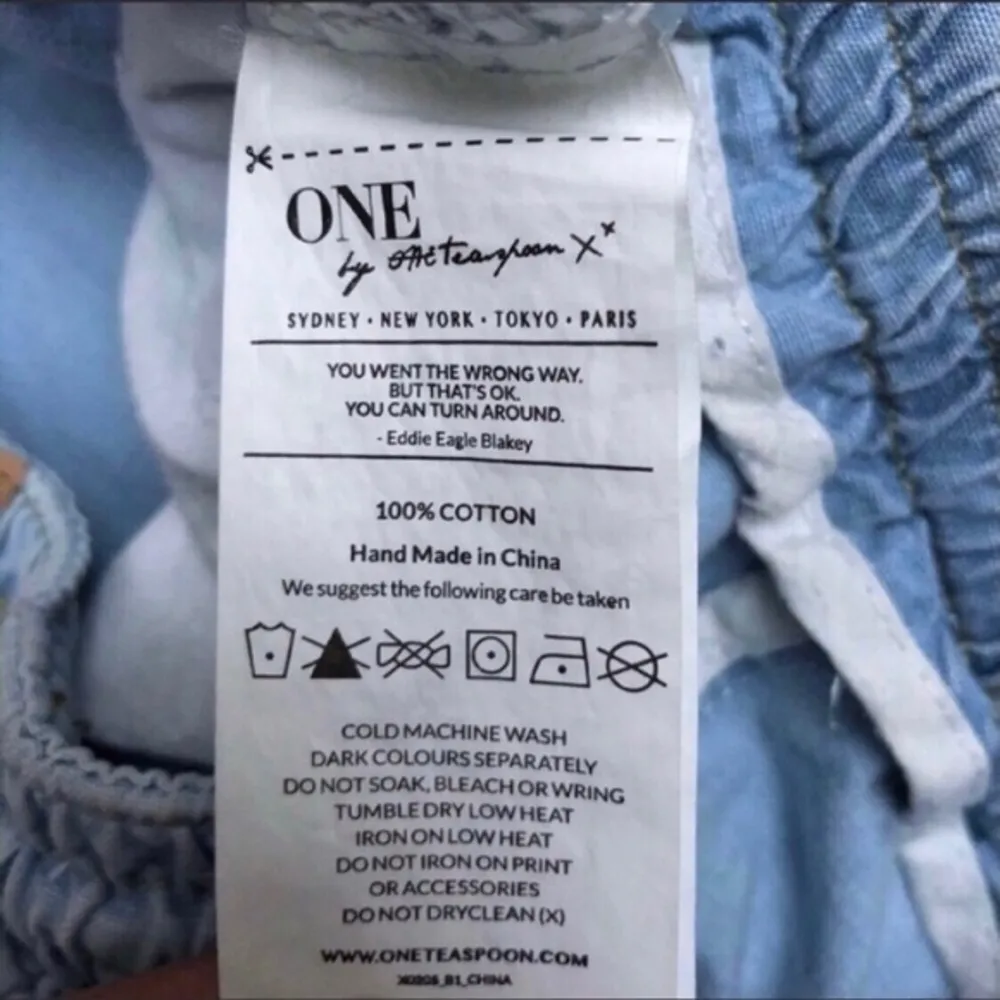 ONE
by One Teaspoon X x
SYDNEY · NEW YORK · TOKYO · PARIS
YOU WENT THE WRONG WAY.
BUT THAT'S OK.
YOU CAN TURN AROUND.
- Eddie Eagle Blakey
100% COTTON
Hand Made in China
We suggest the following care be taken
COLD MACHINE WASH
DARK COLOURS SEPARATELY
DO NOT SOAK, BLEACH OR WRING
TUMBLE DRY LOW HEAT
IRON ON LOW HEAT
DO NOT IRON ON PRINT
OR ACCESSORIES
DO NOT DRYCLEAN (X)
WWW.ONETEASPOON.COM